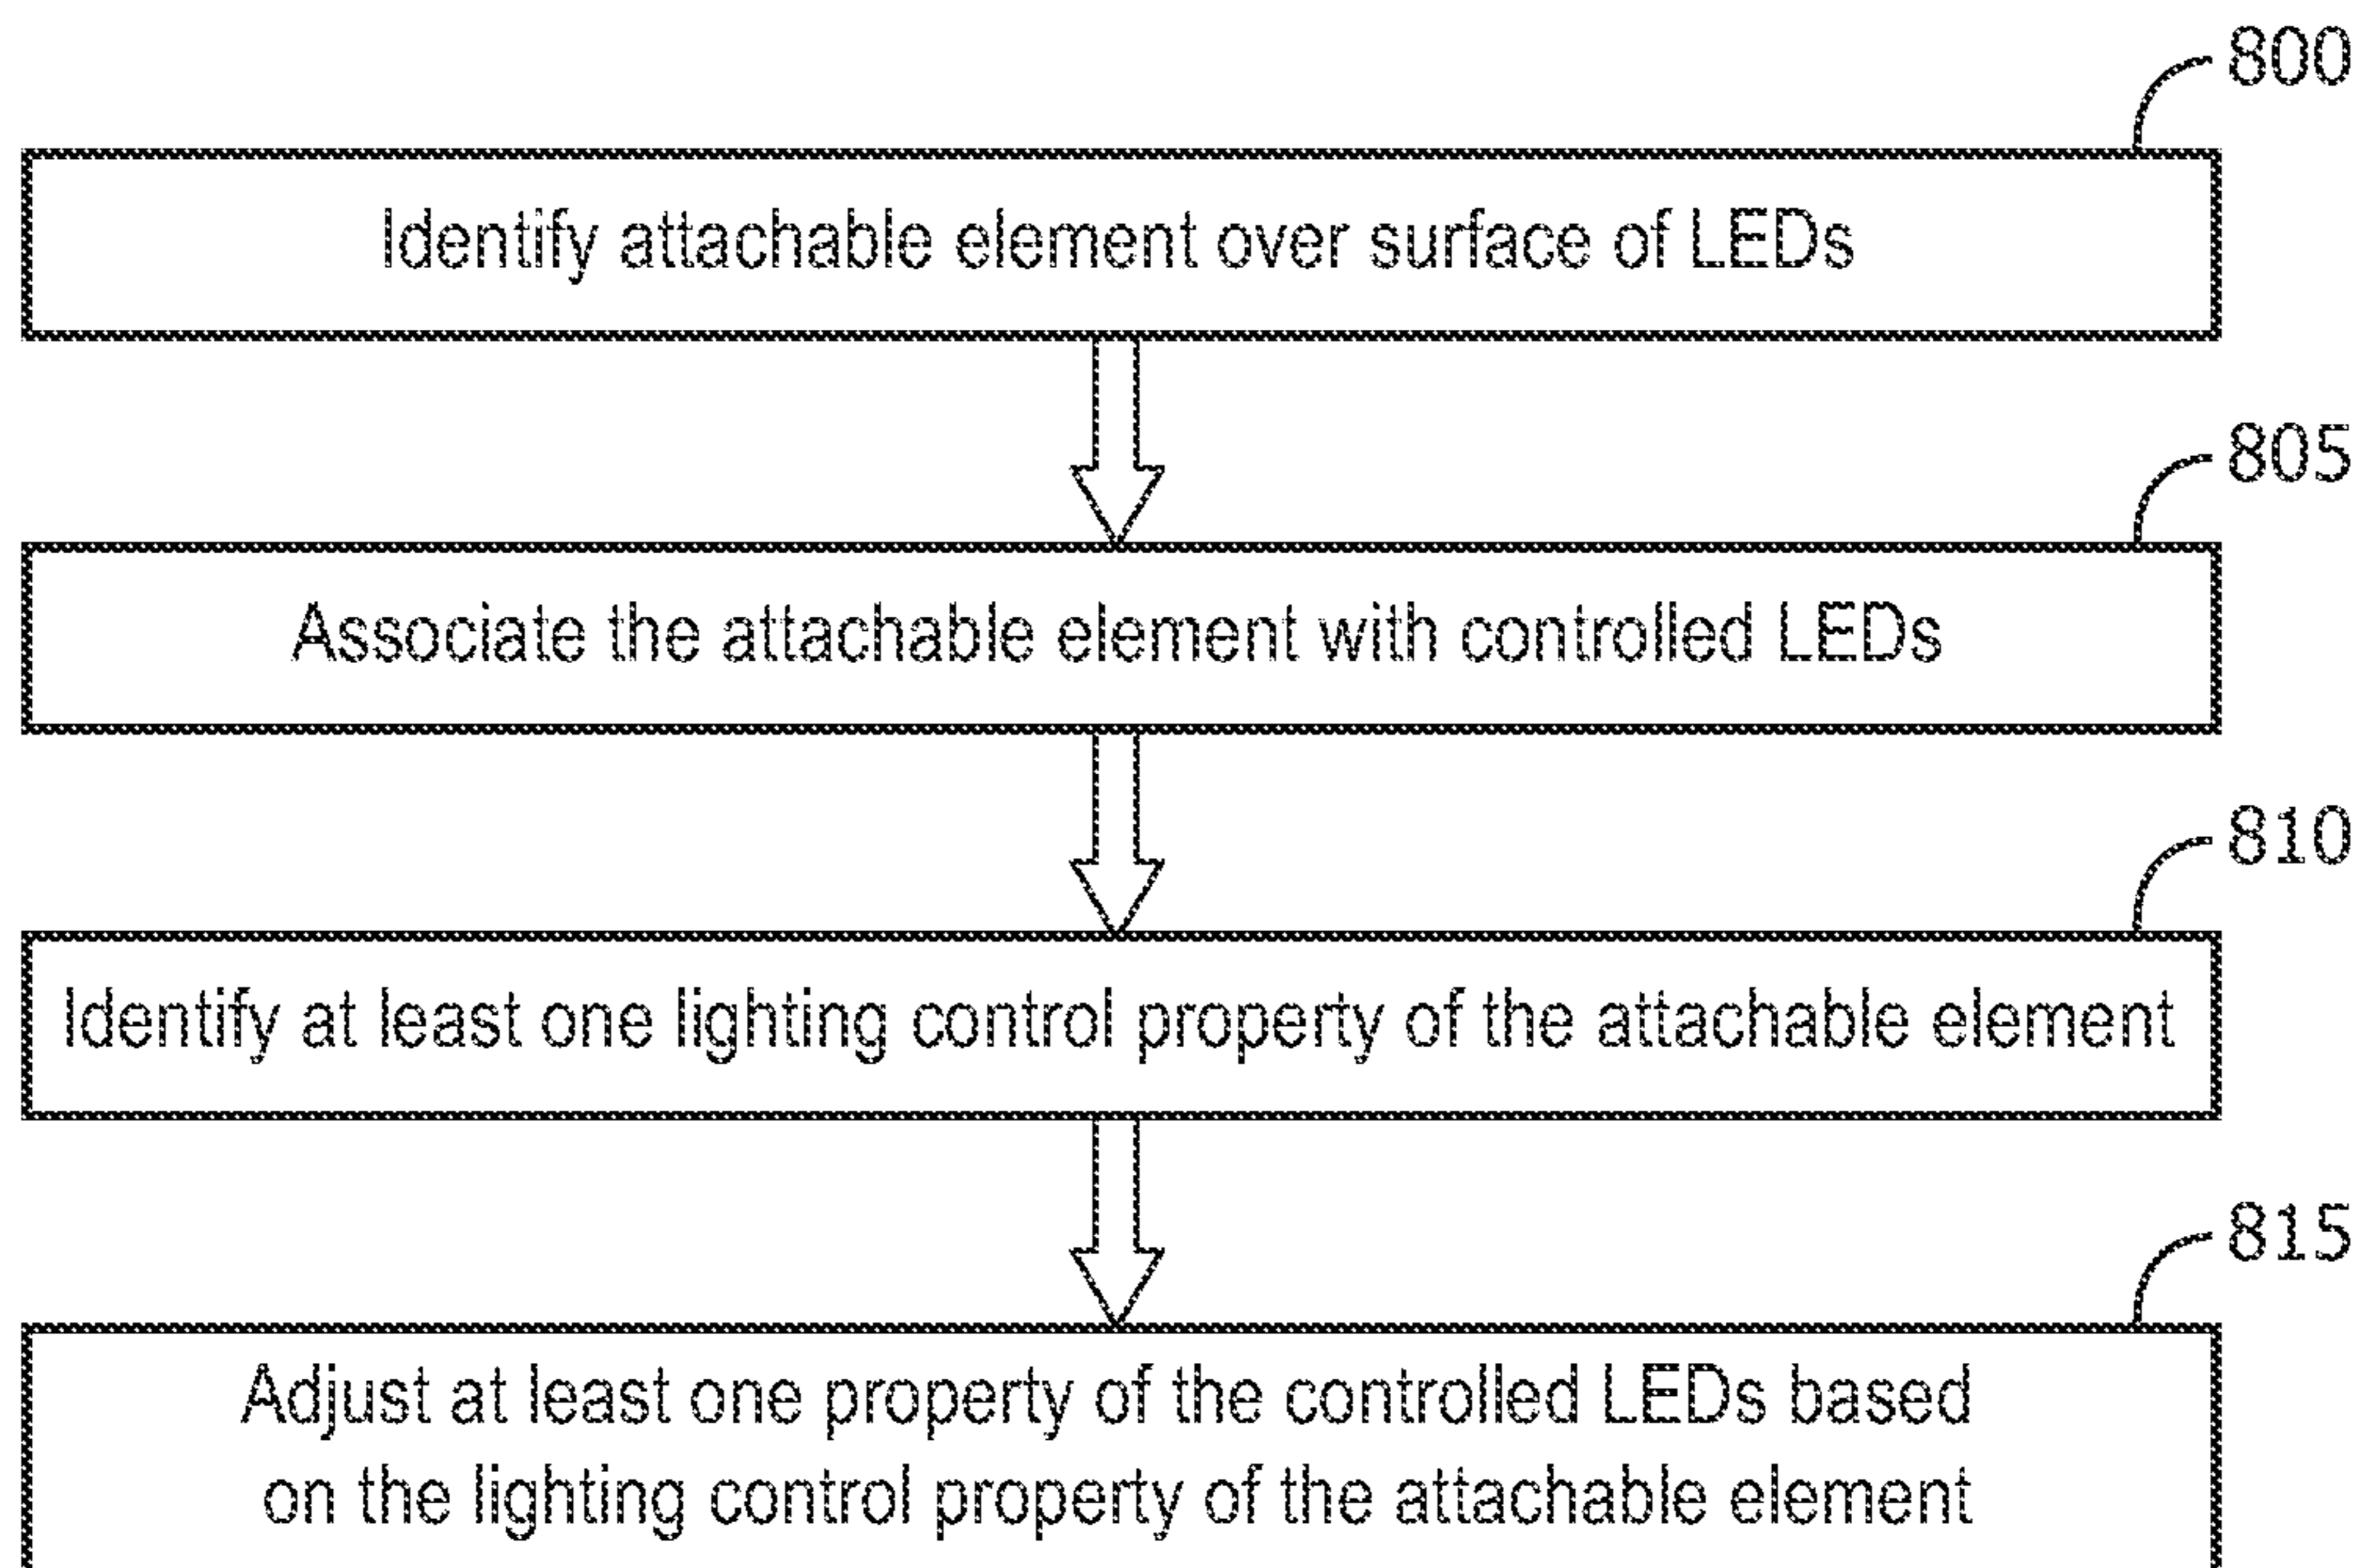 800
Identify attachable element over surface of LEDs
805
Associate the attachable element with controlled LEDs
810
Identify at least one lighting control property of the attachable element
815
Adjust at least one property of the controlled LEDs based
on the lighting control property of the attachable element